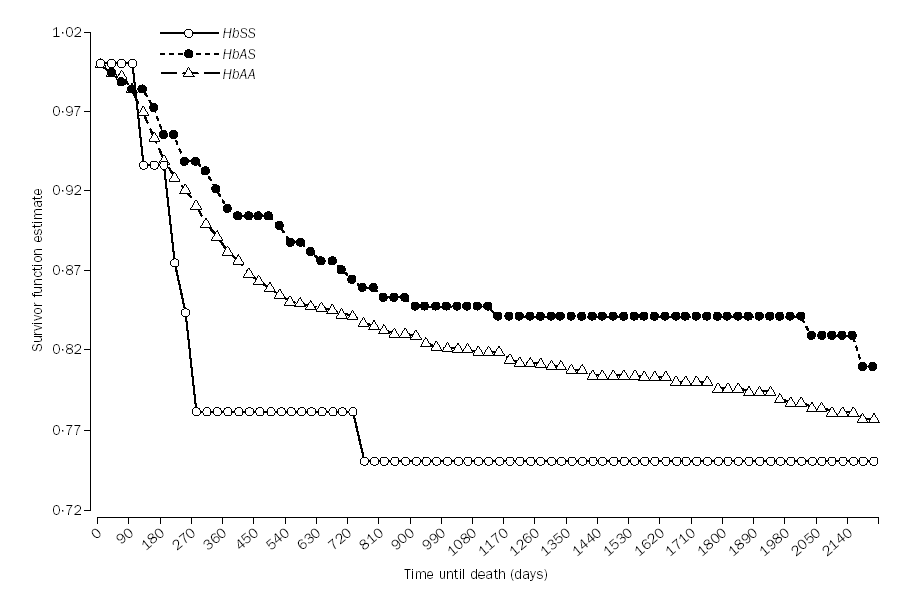 1·02
HbSS
HbAS
HbAA
0·97
0·92
0·87
0·82
0·77
0·72
Survivor function estimate
0 90 180 270 360 450 540 630 720 810 900 990 1080 1170 1260 1350 1440 1530 1620 1710 1800 1890 1980 2050 2140
Time until death (days)